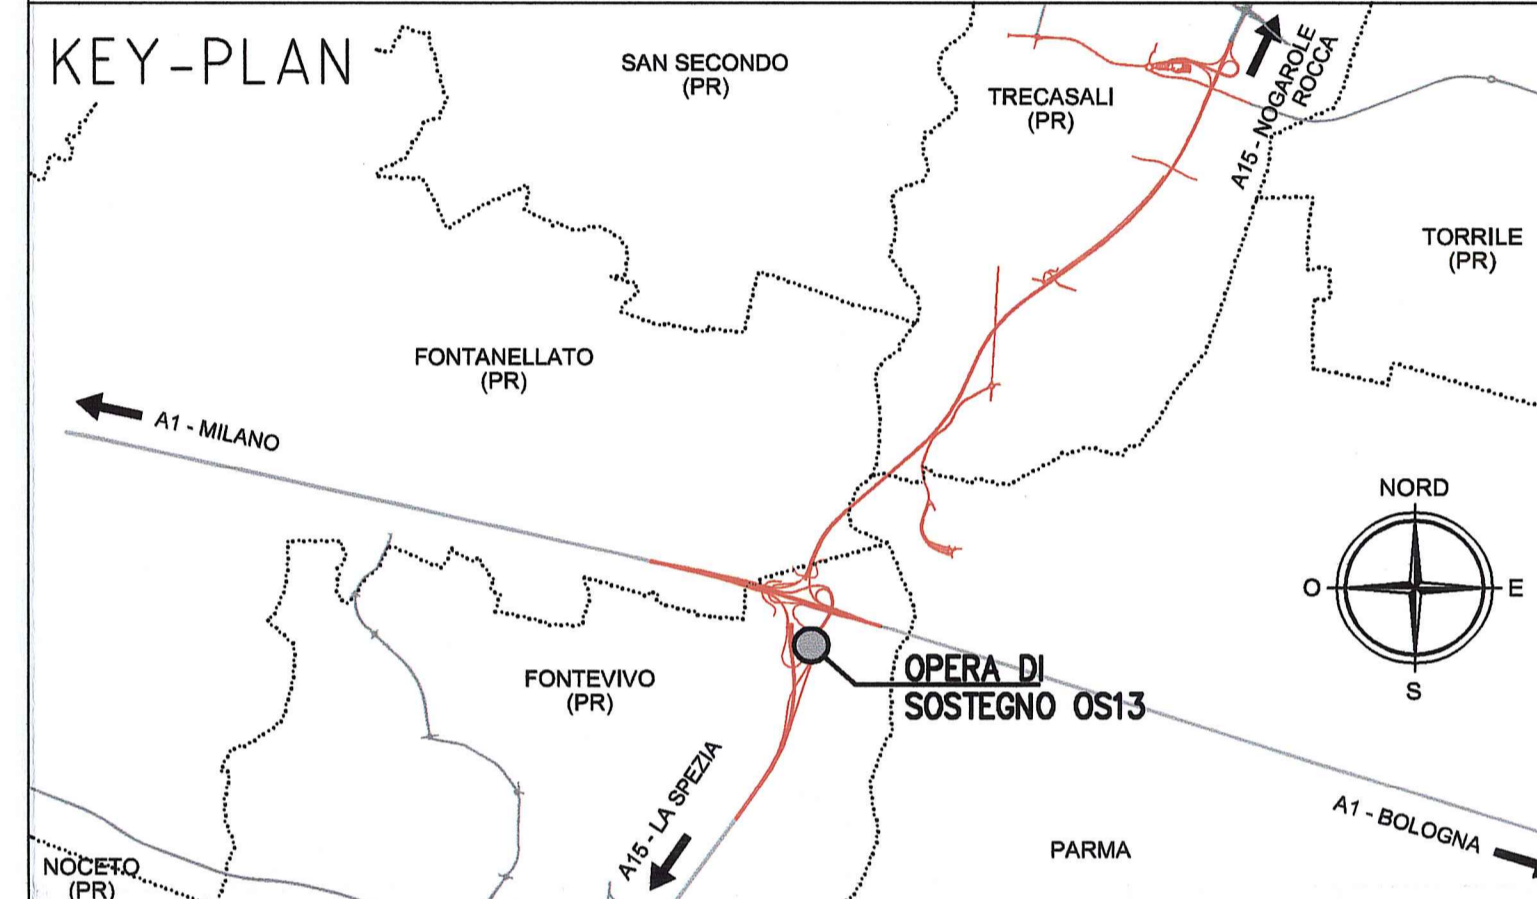 KEY-PLAN
SAN SECONDO
(PR)
TRECASALI
(PR)
A15 - NOGAROLE
ROCCA
TORRILE
(PR)
FONTANELLATO
(PR)
A1 - MILANO
NORD
O
E
S
FONTEVIVO
(PR)
OPERA DI
SOSTEGNO OS13
A15 - LA SPEZIA
A1 - BOLOGNA
PARMA
NOCETO
(PR)